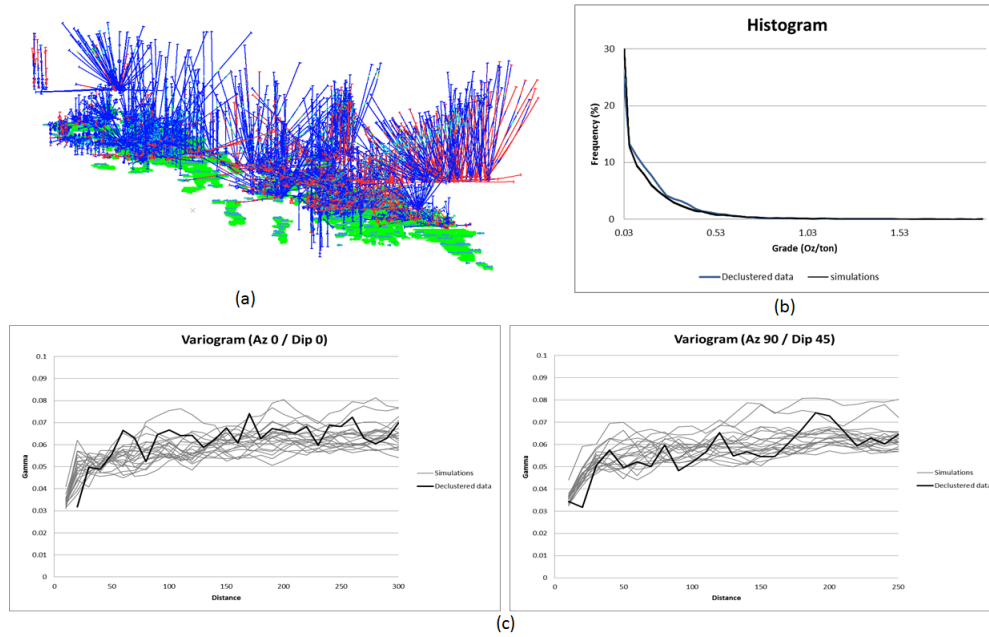 (a)
Histogram
30
20
10
0
Frequency (%)
0.03 0.53 1.03 1.53
Grade (Oz/ton)
Declustered data simulations
(b)
Variogram (Az 0 / Dip 0)
0.1
0.09
0.08
0.07
0.06
0.05
0.04
0.03
0.02
0.01
0
Gamma
0 50 100 150 200 250 300
Distance
Simulations
Declustered data
Variogram (Az 90 / Dip 45)
0.1
0.09
0.08
0.07
0.06
0.05
0.04
0.03
0.02
0.01
0
Gamma
0 50 100 150 200 250
Distance
Simulations
Declustered data
(c)